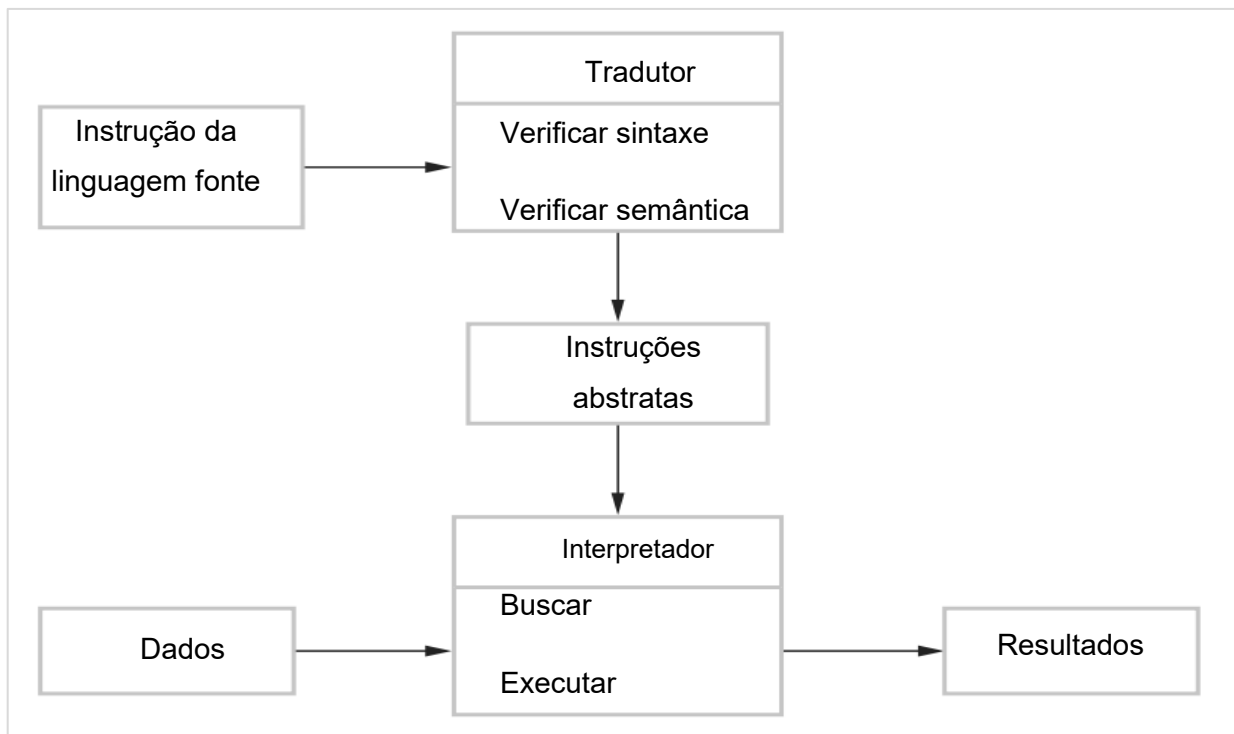 Tradutor
Instrução da
linguagem fonte
Verificar sintaxe
Verificar semântica
Instruções
abstratas
Interpretador
Buscar
Executar
Dados
Resultados